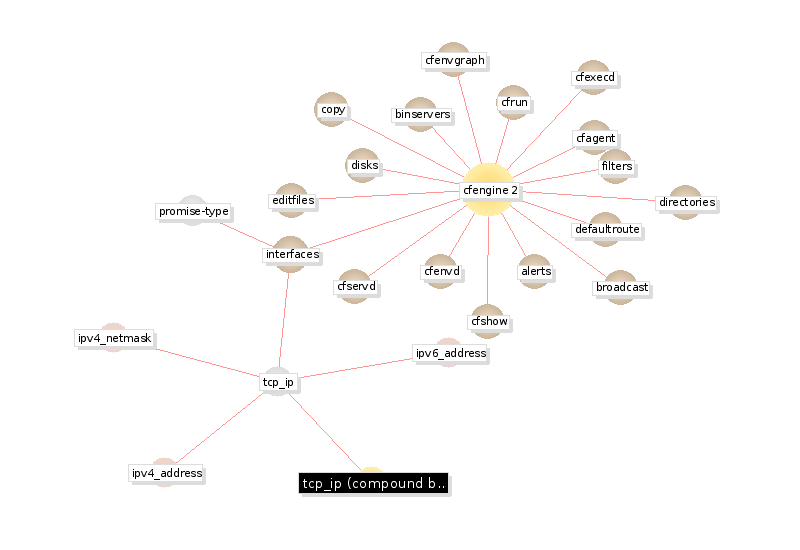 cfenvgraph
cfexecd
copy
binservers
cfrun
cfagent
disks
filters
cfengine 2
editfiles
directories
promise-type
defaultroute
interfaces
cfservd
cfenvd
alerts
broadcast
cfshow
ipv4_netmask
ipv6_address
tcp_ip
ipv4_address
tcp_ip (compound b..